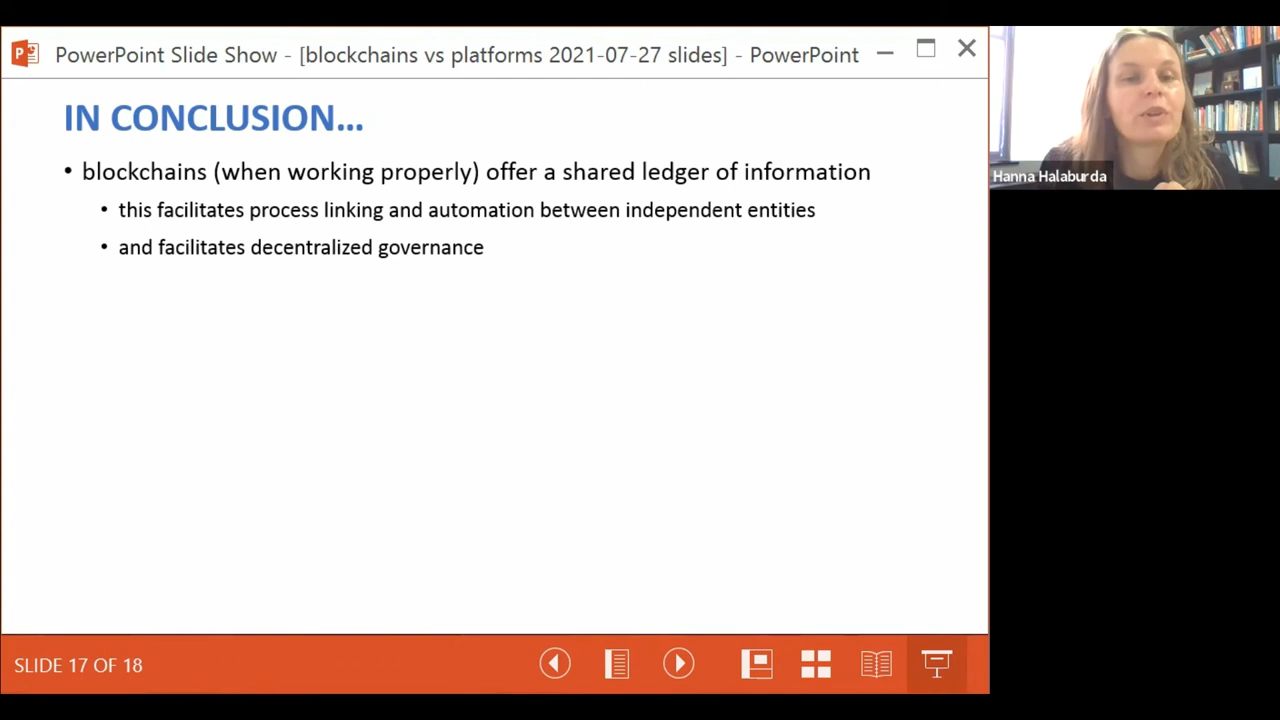 PowerPoint Slide Show - [blockchains vs platforms 2021-07-27 slides] - PowerPoint
IN CONCLUSION...
• blockchains (when working properly) offer a shared ledger of information
• this facilitates process linking and automation between independent entities
• and facilitates decentralized governance
Hanna Halaburda
SLIDE 17 OF 18